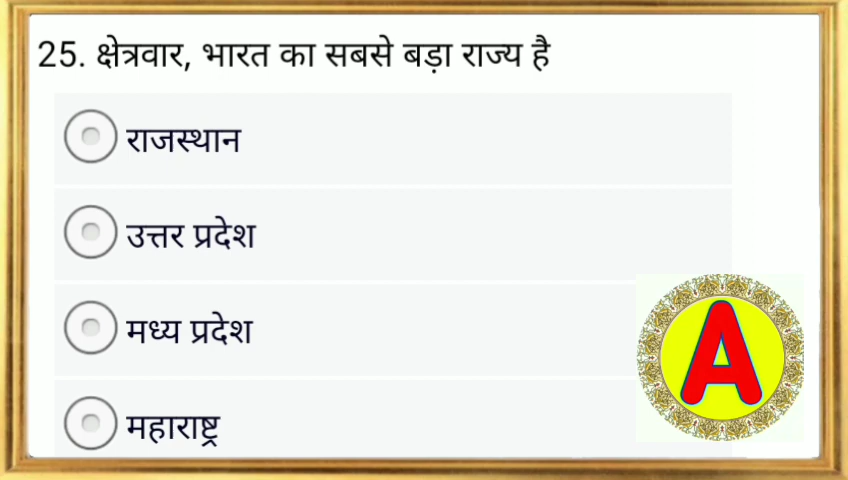 25. क्षेत्रवार, भारत का सबसे बड़ा राज्य है
राजस्थान
उत्तर प्रदेश
मध्य प्रदेश
महाराष्ट्र
A